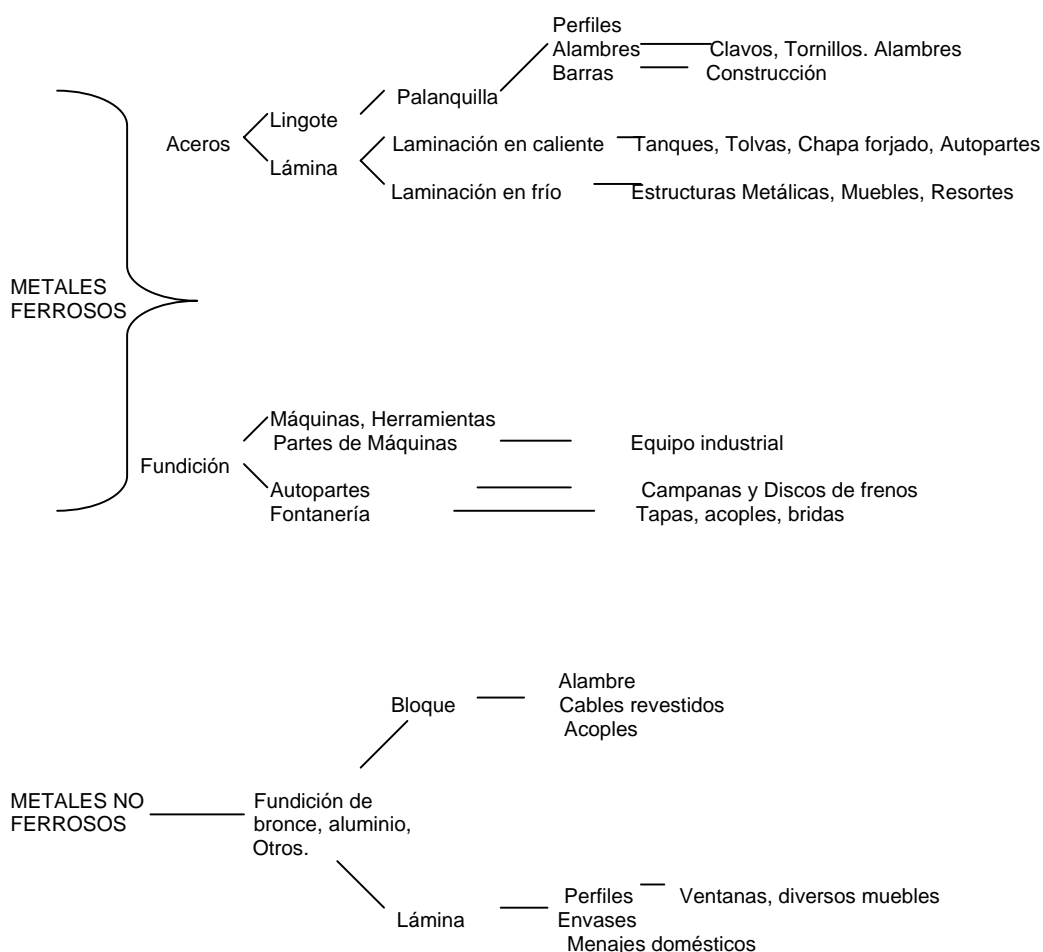 Perfiles
Alambres Clavos, Tornillos. Alambres
Barras Construcción
Palanquilla
Lingote
Aceros
Laminación en caliente Tanques, Tolvas, Chapa forjado, Autopartes
Lámina
Laminación en frío Estructuras Metálicas, Muebles, Resortes
METALES
FERROSOS
Máquinas, Herramientas
Partes de Máquinas Equipo industrial
Fundición
Autopartes Campanas y Discos de frenos
Fontanería Tapas, acoples, bridas
Alambre
Bloque Cables revestidos
Acoples
METALES NO Fundición de
FERROSOS bronce, aluminio,
Otros.
Perfiles Ventanas, diversos muebles
Lámina Envases
Menajes domésticos